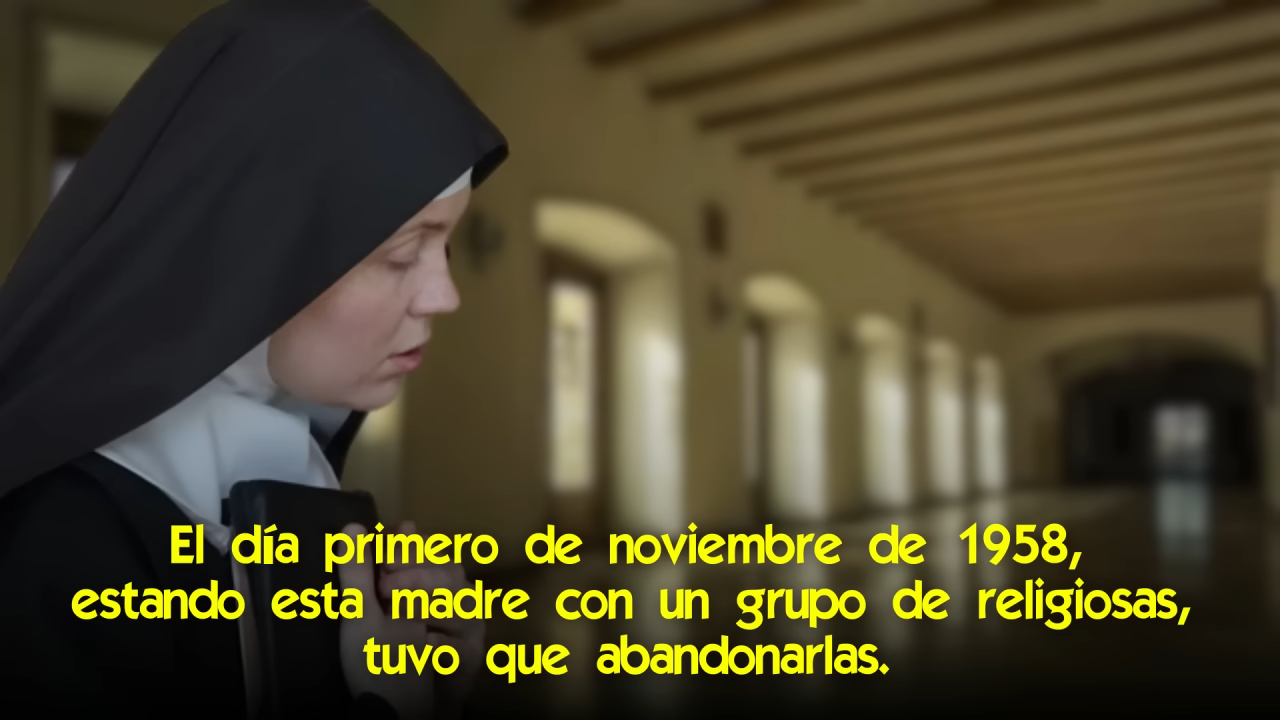 El día primero de noviembre de 1958,
estando esta madre con un grupo de religiosas,
tuvo que abandonarlas.